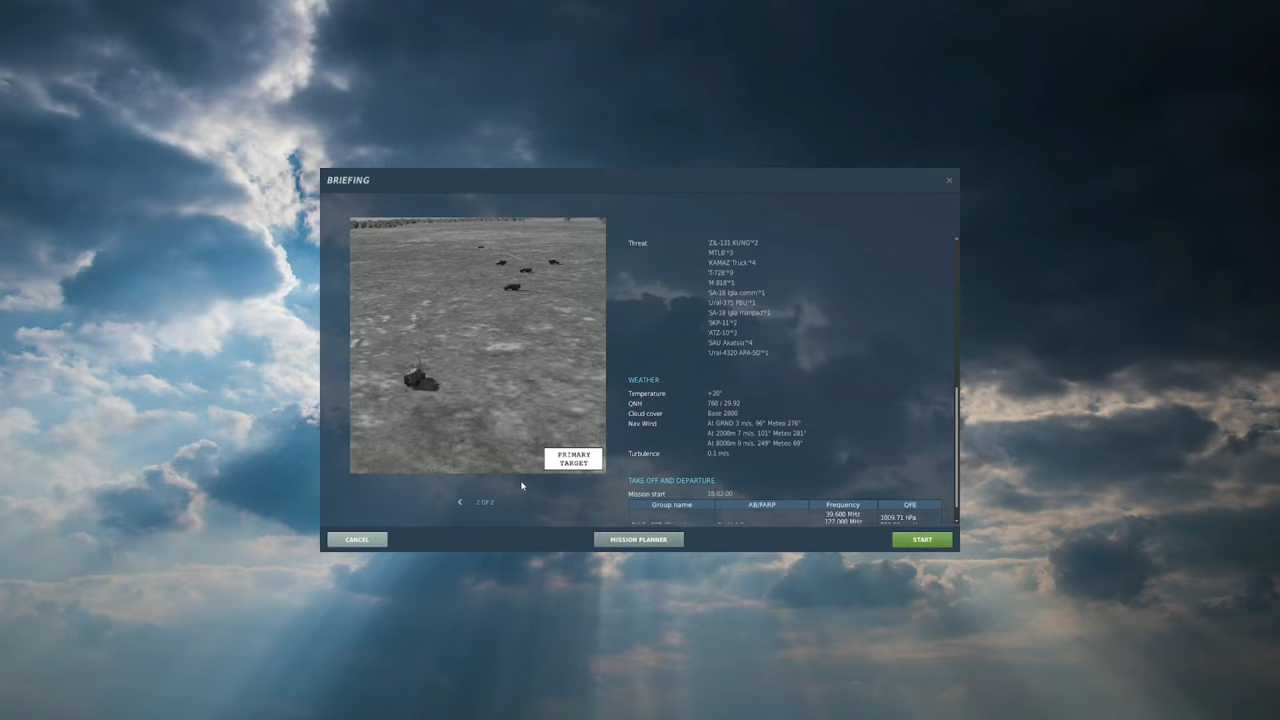 BRIEFING
Threat 'ZIL-131 KUNG'*2
'MTLB'*3
'KAMAZ Truck'*4
'T-72B'*9
'M 818'*1
'SA-18 Igla comm'*1
'Ural-375 PBU'*1
'SA-18 Igla manpad'*1
'SKP-11'*2
'ATZ-10'*3
'SAU Akatsia'*4
'Ural-4320 APA-5D'*1
WEATHER
Temperature +20°
QNH 760 / 29.92
Cloud cover Base 2800
Nav Wind At GRND 3 m/s, 96° Meteo 276°
At 2000m 7 m/s, 101° Meteo 281°
At 8000m 9 m/s, 249° Meteo 69°
Turbulence 0.1 m/s
TAKE OFF AND DEPARTURE
Mission start 18:02:00
Group name AB/FARP Frequency QFE
39.600 MHz
127.000 MHz 1009.71 hPa
PRIMARY
TARGET
2 OF 2
CANCEL MISSION PLANNER START